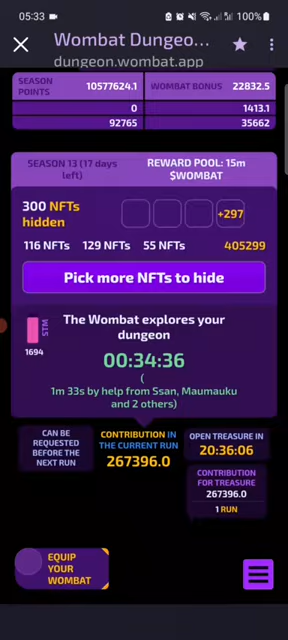 05:33
100%
Wombat Dungeo...
dungeon.wombat.app
SEASON POINTS
10577624.1
WOMBAT BONUS
22832.5
0
1413.1
92765
35662
SEASON 13 (17 days left)
REWARD POOL: 15m $WOMBAT
300 NFTs hidden
+297
116 NFTs
129 NFTs
55 NFTs
405299
Pick more NFTs to hide
STM
1694
The Wombat explores your
dungeon
00:34:36
(
1m 33s by help from Ssan, Maumauku
and 2 others)
CAN BE
REQUESTED
BEFORE THE
NEXT RUN
CONTRIBUTION IN
THE CURRENT RUN
267396.0
OPEN TREASURE IN
20:36:06
CONTRIBUTION
FOR TREASURE
267396.0
1 RUN
EQUIP
YOUR
WOMBAT